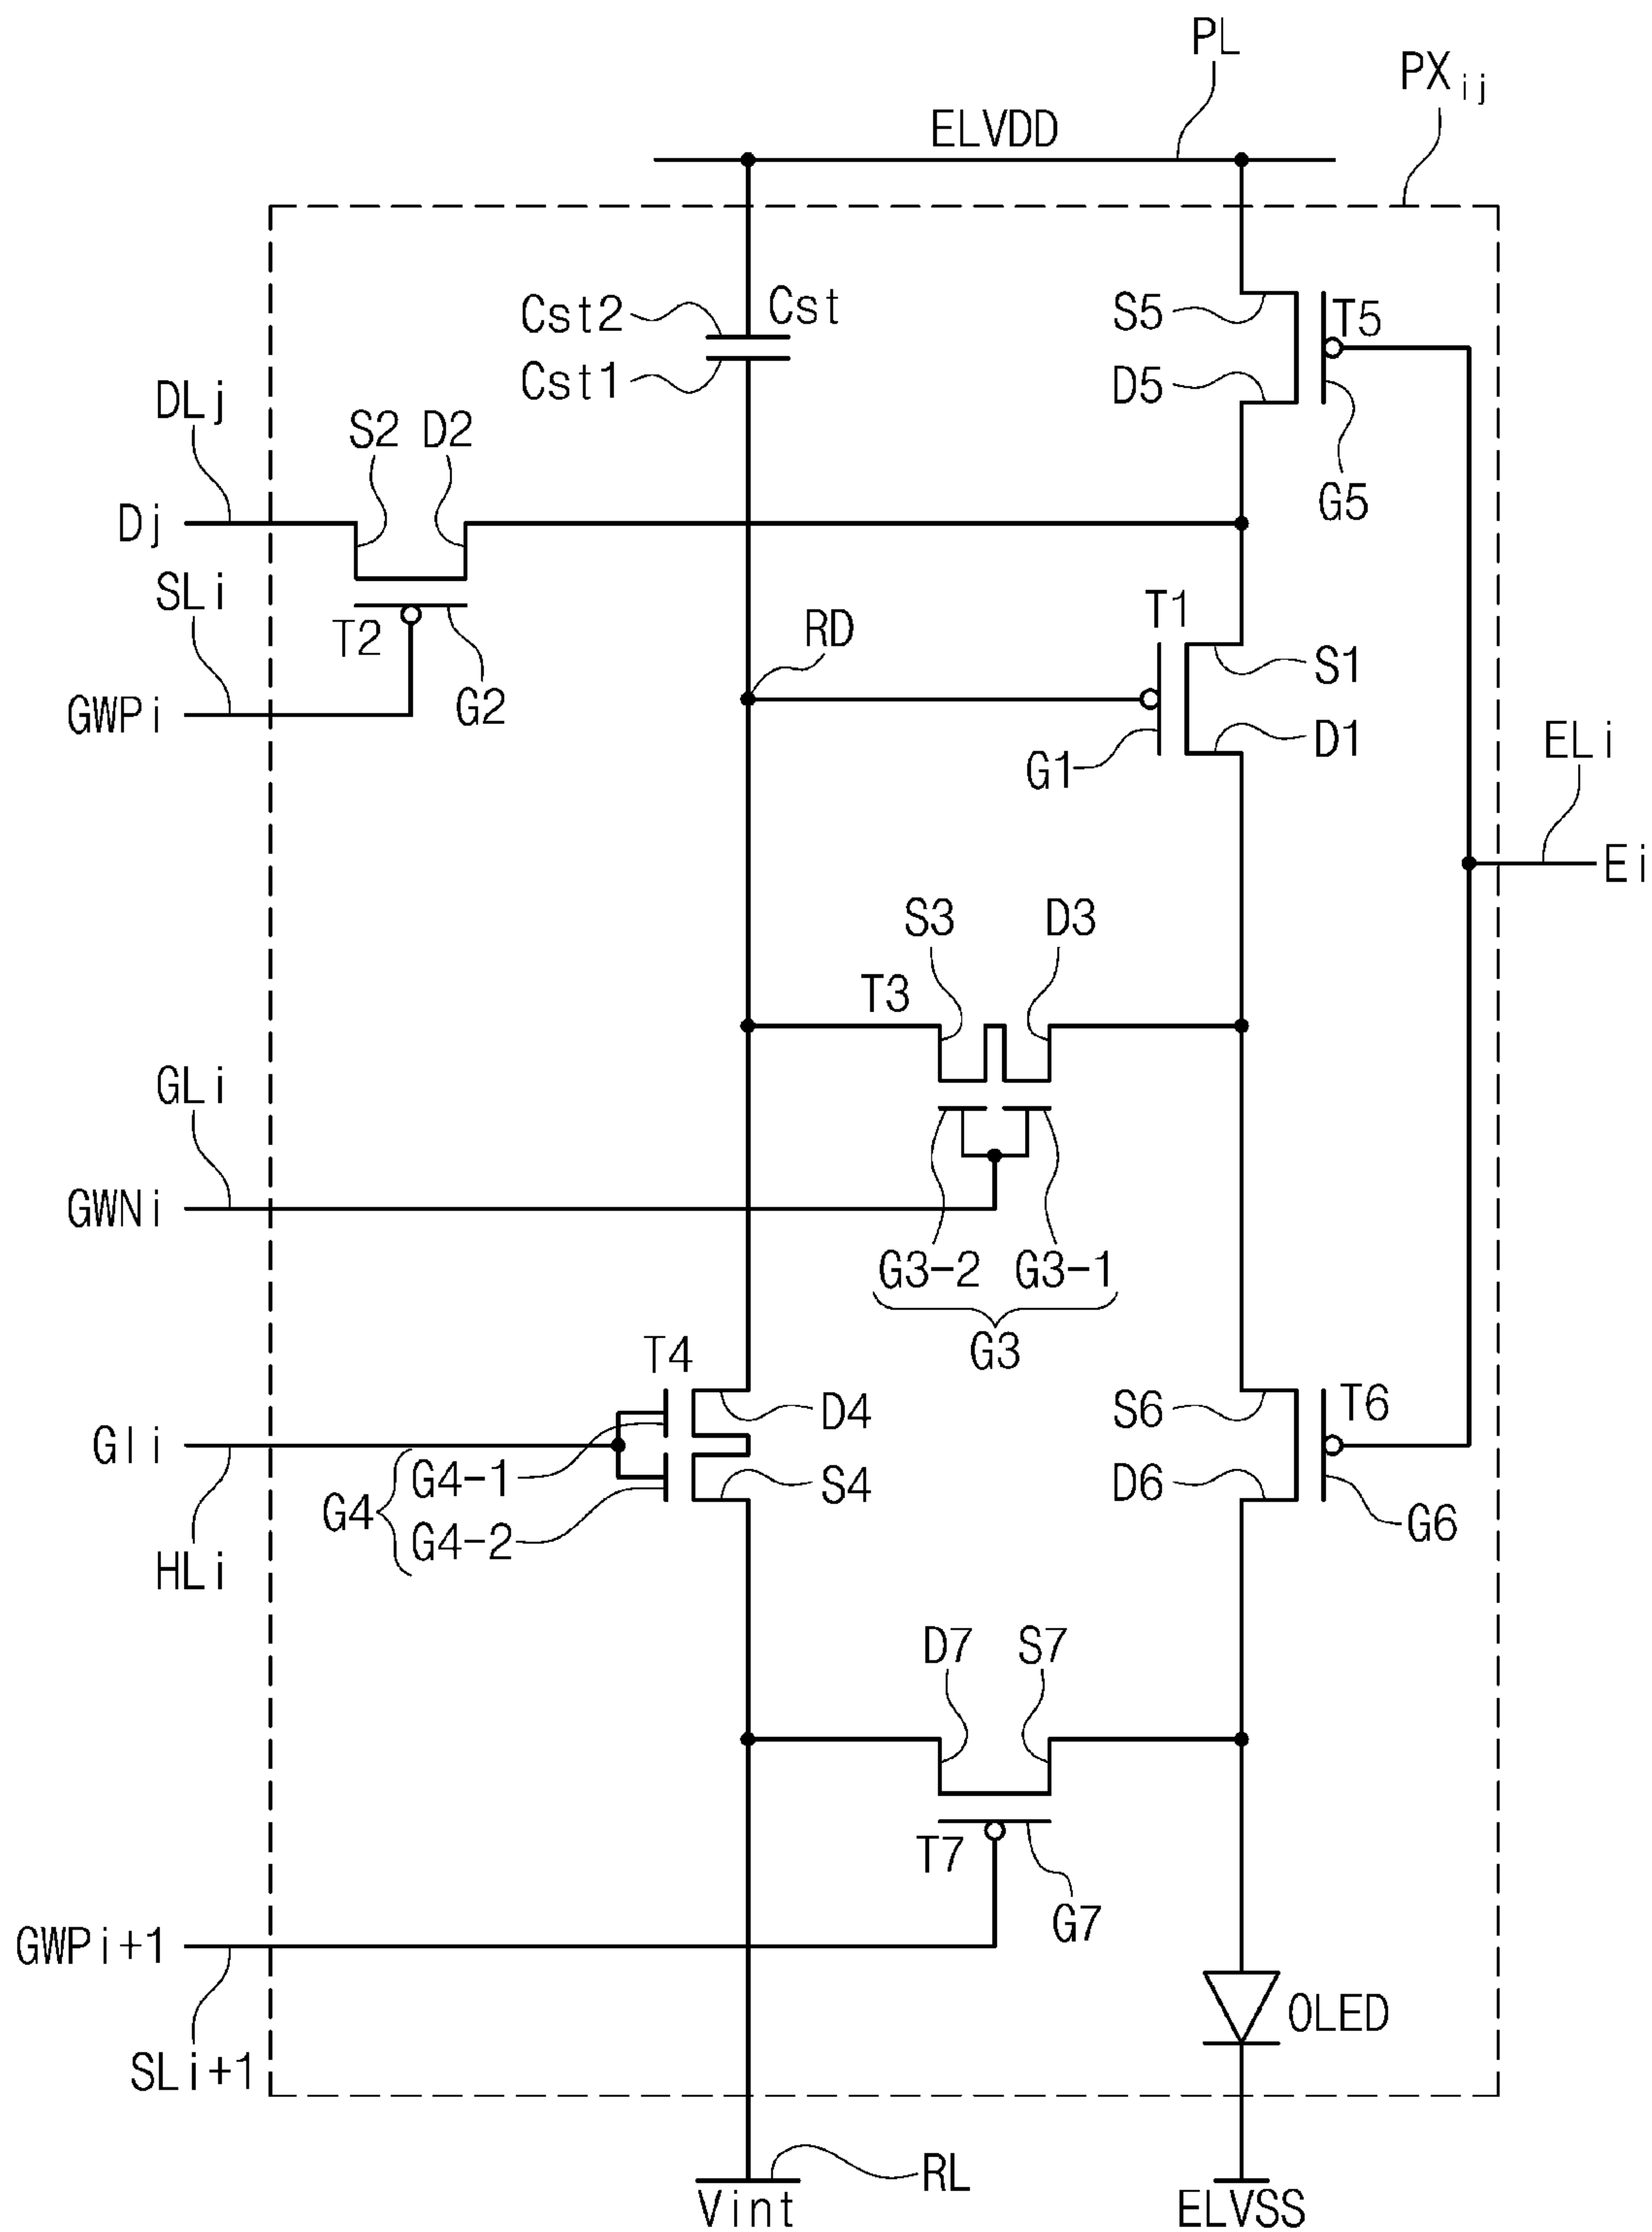 PL
PXij
ELVDD
Cst2
Cst
Cst1
S5
T5
D5
G5
DLj
S2
D2
Dj
SLi
T2
G2
GWPi
RD
T1
S1
D1
G1
ELi
Ei
S3
D3
T3
GLi
GWNi
G3-2
G3-1
G3
T4
D4
S6
T6
GIi
G4-1
S4
D6
G4
G4-2
G6
HLi
D7
S7
T7
G7
GWPi+1
OLED
SLi+1
RL
Vint
ELVSS